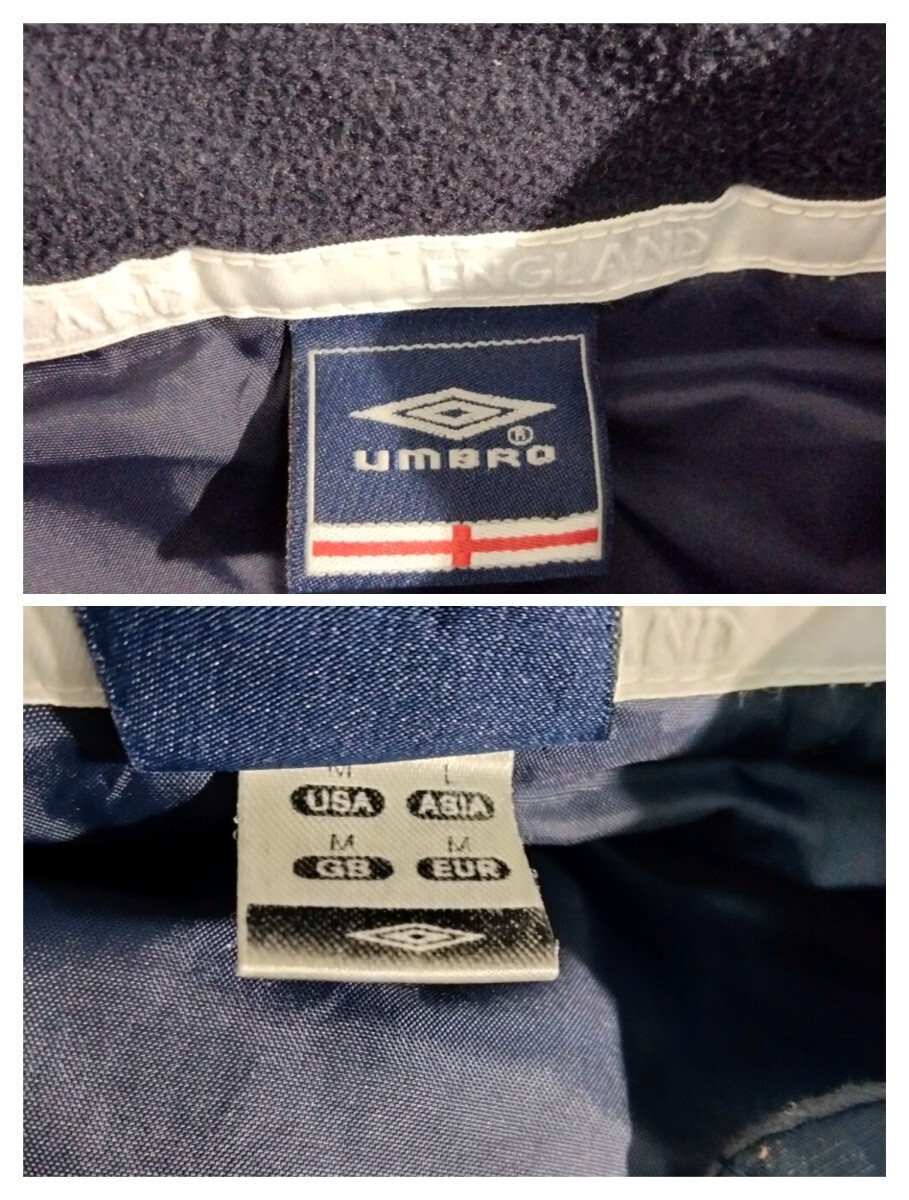 ENGLAND
UMBRO ®
M L
USA ASIA
M M
GB EUR